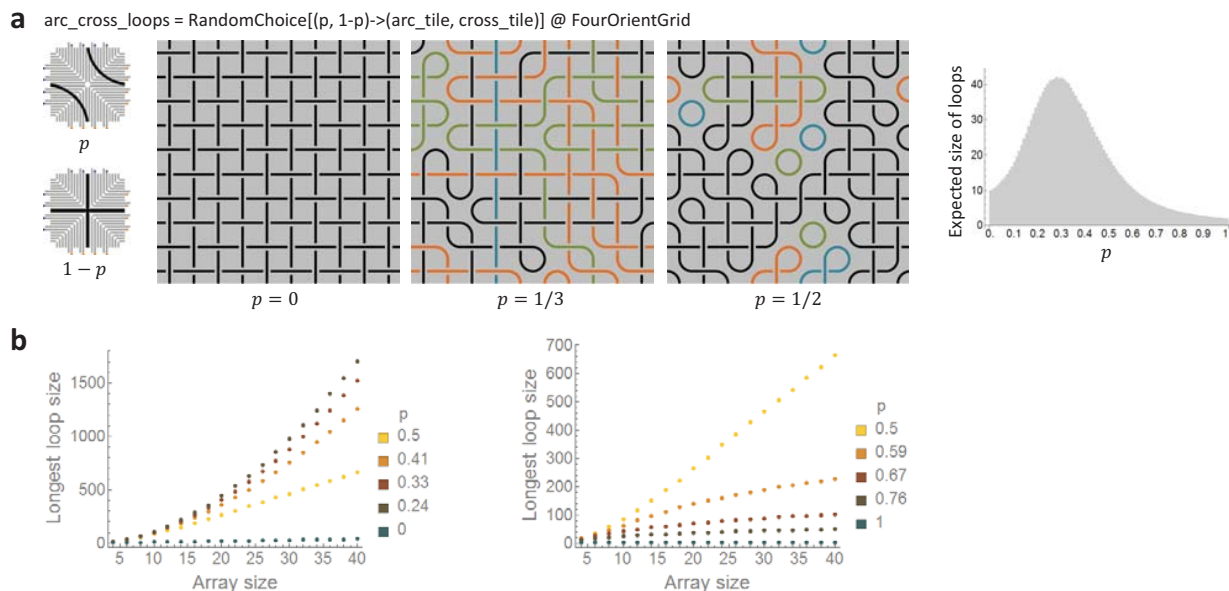 a arc_cross_loops = RandomChoice[(p, 1-p)->(arc_tile, cross_tile)] @ FourOrientGrid
p
1 − p
p = 0
p = 1/3
p = 1/2
Expected size of loops
40
30
20
10
0
0. 0.1 0.2 0.3 0.4 0.5 0.6 0.7 0.8 0.9 1
p
b
Longest loop size
1500
1000
500
0
5 10 15 20 25 30 35 40
Array size
p
0.5
0.41
0.33
0.24
0
Longest loop size
700
600
500
400
300
200
100
0
5 10 15 20 25 30 35 40
Array size
p
0.5
0.59
0.67
0.76
1